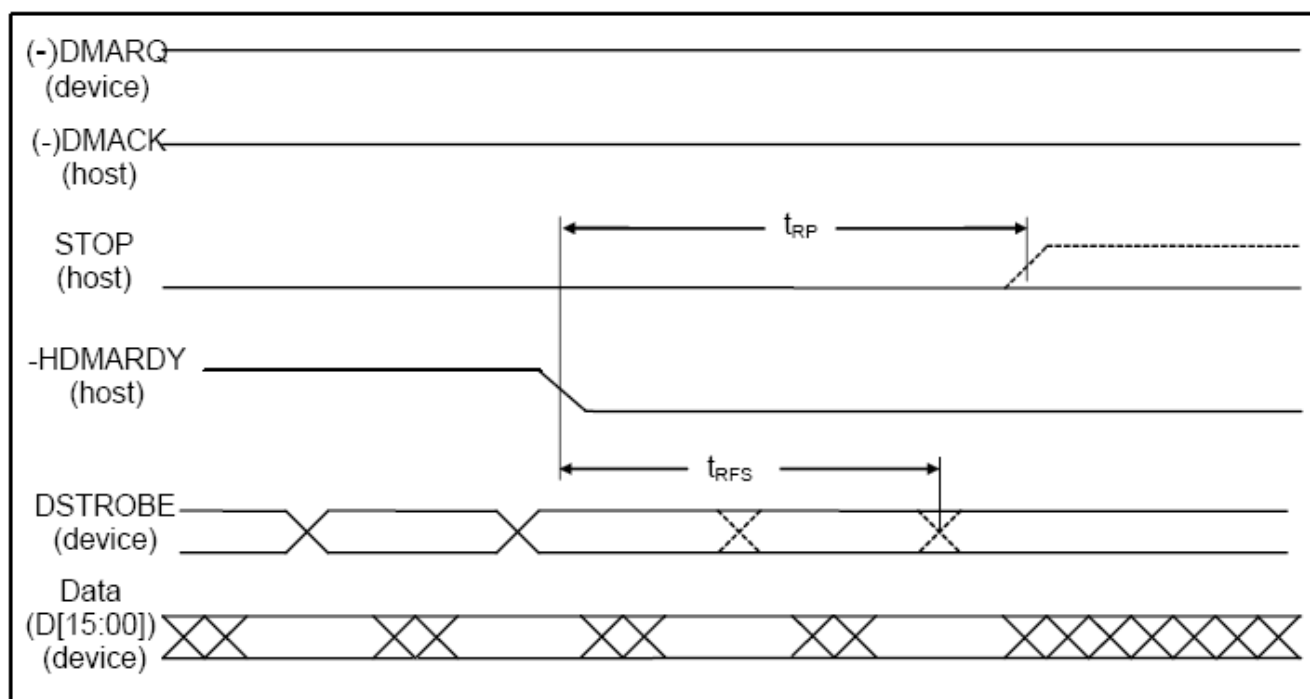 (-)DMARQ
(device)
(-)DMACK
(host)
tRP
STOP
(host)
-HDMARDY
(host)
tRFS
DSTROBE
(device)
Data
(D[15:00])
(device)